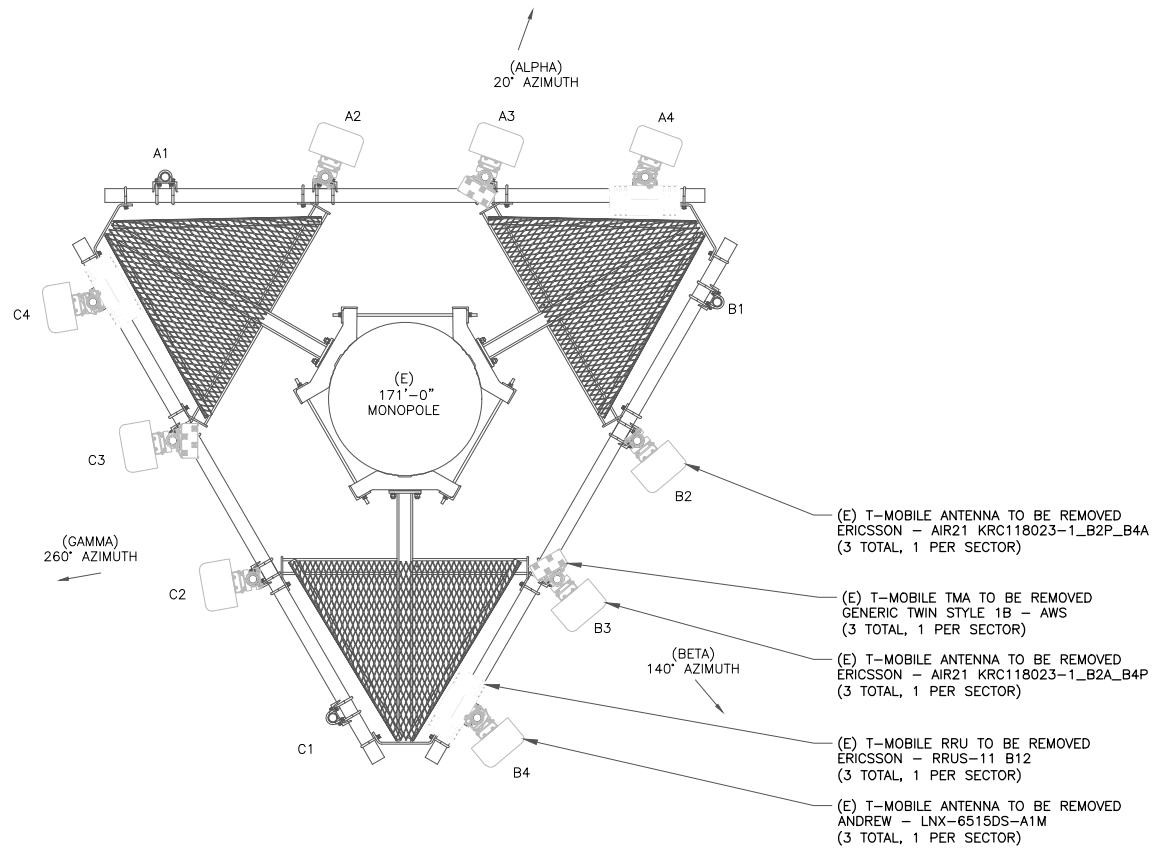 (ALPHA)
20° AZIMUTH
A1
A2
A3
A4
C4
B1
(E)
171'-0"
MONOPOLE
C3
B2
(E) T-MOBILE ANTENNA TO BE REMOVED
ERICSSON - AIR21 KRC118023-1_B2P_B4A
(3 TOTAL, 1 PER SECTOR)
(GAMMA)
260° AZIMUTH
C2
B3
(E) T-MOBILE TMA TO BE REMOVED
GENERIC TWIN STYLE 1B - AWS
(3 TOTAL, 1 PER SECTOR)
(BETA)
140° AZIMUTH
(E) T-MOBILE ANTENNA TO BE REMOVED
ERICSSON - AIR21 KRC118023-1_B2A_B4P
(3 TOTAL, 1 PER SECTOR)
C1
B4
(E) T-MOBILE RRU TO BE REMOVED
ERICSSON - RRUS-11 B12
(3 TOTAL, 1 PER SECTOR)
(E) T-MOBILE ANTENNA TO BE REMOVED
ANDREW - LNX-6515DS-A1M
(3 TOTAL, 1 PER SECTOR)